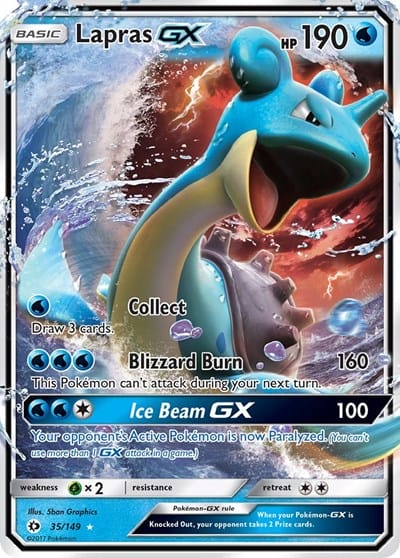 BASIC Lapras GX HP 190
Collect
Draw 3 cards.
Blizzard Burn 160
This Pokémon can't attack during your next turn.
Ice Beam GX 100
Your opponent's Active Pokémon is now Paralyzed. (You can't
use more than 1 GX attack in a game.)
weakness ×2 resistance retreat
Illus. 5ban Graphics
Pokémon-GX rule
When your Pokémon-GX is
Knocked Out, your opponent takes 2 Prize cards.
35/149
©2017 Pokémon